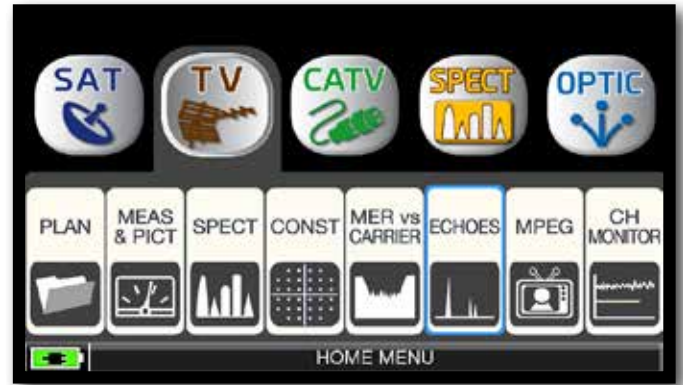 SAT
TV
CATV
SPECT
OPTIC
PLAN
MEAS
& PICT
SPECT
CONST
MER vs
CARRIER
ECHOES
MPEG
CH
MONITOR
HOME MENU